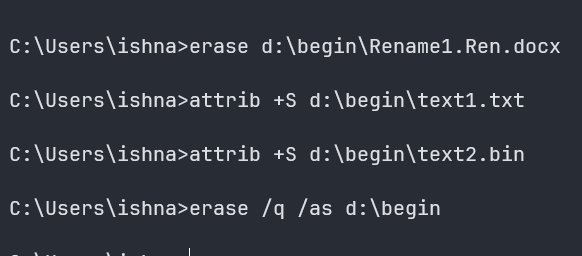 C:\Users\ishna>erase d:\begin\Rename1.Ren.docx
C:\Users\ishna>attrib +S d:\begin\text1.txt
C:\Users\ishna>attrib +S d:\begin\text2.bin
C:\Users\ishna>erase /q /as d:\begin